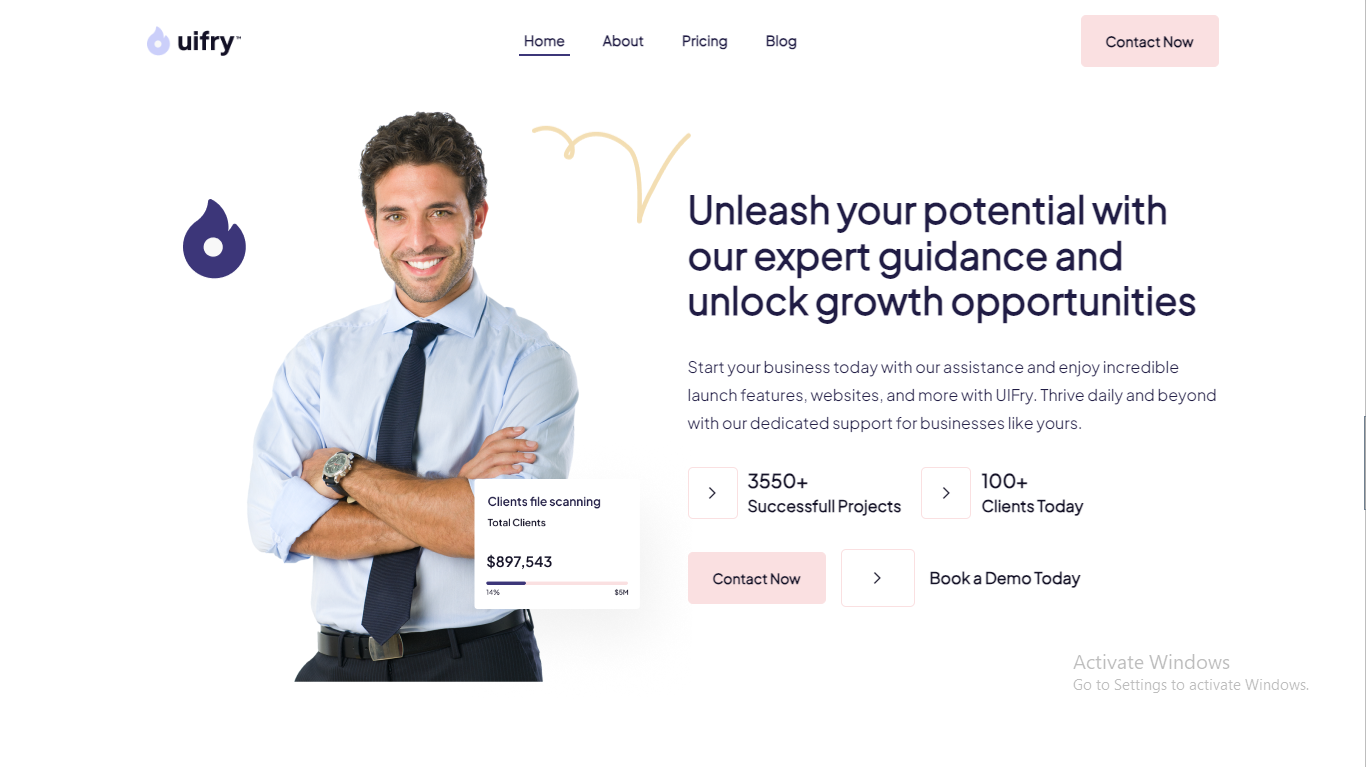 uifry™
Home About Pricing Blog
Contact Now
Unleash your potential with
our expert guidance and
unlock growth opportunities
Start your business today with our assistance and enjoy incredible
launch features, websites, and more with UIFry. Thrive daily and beyond
with our dedicated support for businesses like yours.
3550+
Successfull Projects
100+
Clients Today
Clients file scanning
Total Clients
$897,543
14% $5M
Contact Now
Book a Demo Today
Activate Windows
Go to Settings to activate Windows.